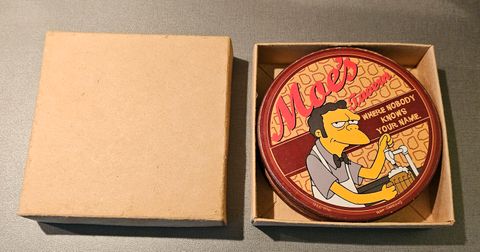 Moe's
Tavern
WHERE NOBODY
KNOWS
YOUR NAME.